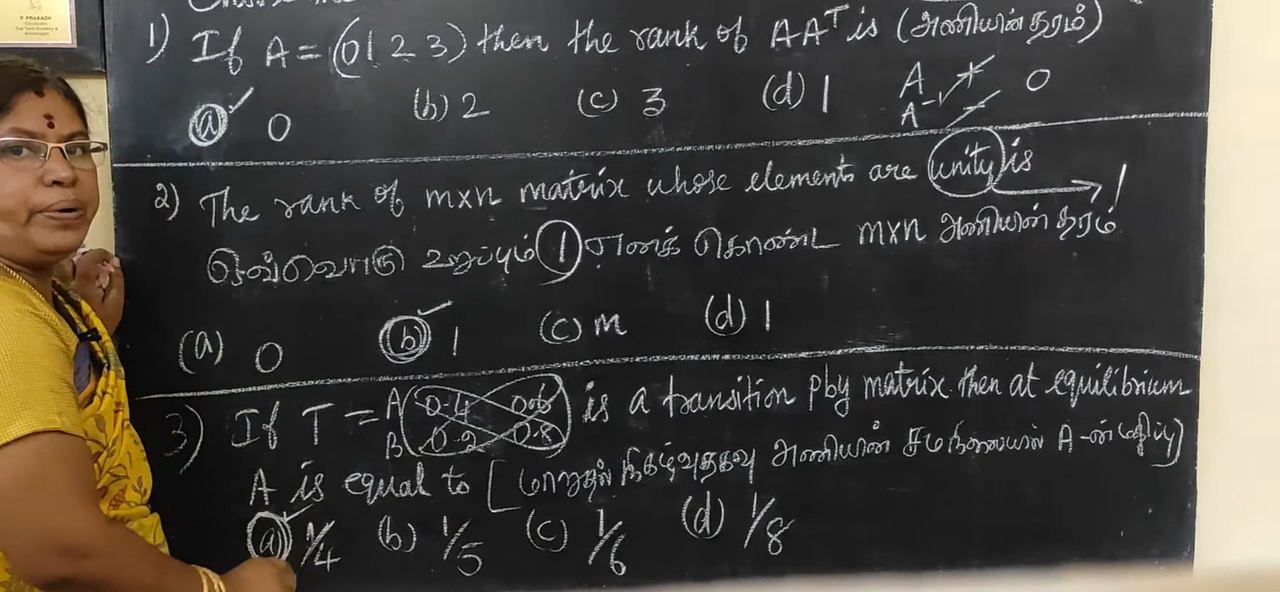 P. PRAKASH
1) If A = (0 1 2 3) then the rank of AAᵀ is (அணியின் தரம்)
(a) ✓ 0 (b) 2 (c) 3 (d) 1 A A⁻ 0
2) The rank of m×n matrix whose elements are unity is → 1
ஒவ்வொரு உறுப்பும் 1 எனக் கொண்ட m×n அணியின் தரம்
(a) 0 (b) ✓ 1 (c) m (d) 1
3) If T = A B (0.4 0.6 0.2 0.8) is a transition pby matrix then at equilibrium
A is equal to [மாறுதல் நிகழ்வுதகவு அணியின் சமநிலையில் A-ன் மதிப்பு)
(a) ✓ 1/4 (b) 1/5 (c) 1/6 (d) 1/8